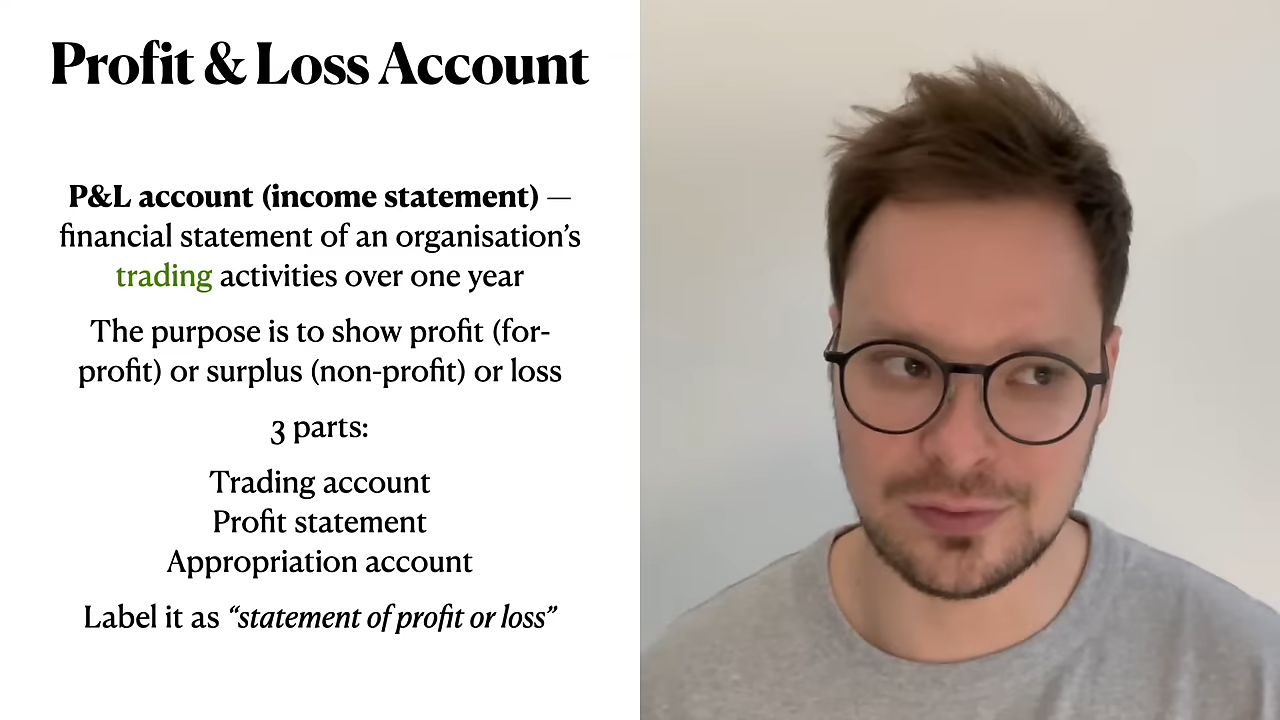 Profit & Loss Account
P&L account (income statement) —
financial statement of an organisation’s
trading activities over one year
The purpose is to show profit (for-
profit) or surplus (non-profit) or loss
3 parts:
Trading account
Profit statement
Appropriation account
Label it as “statement of profit or loss”